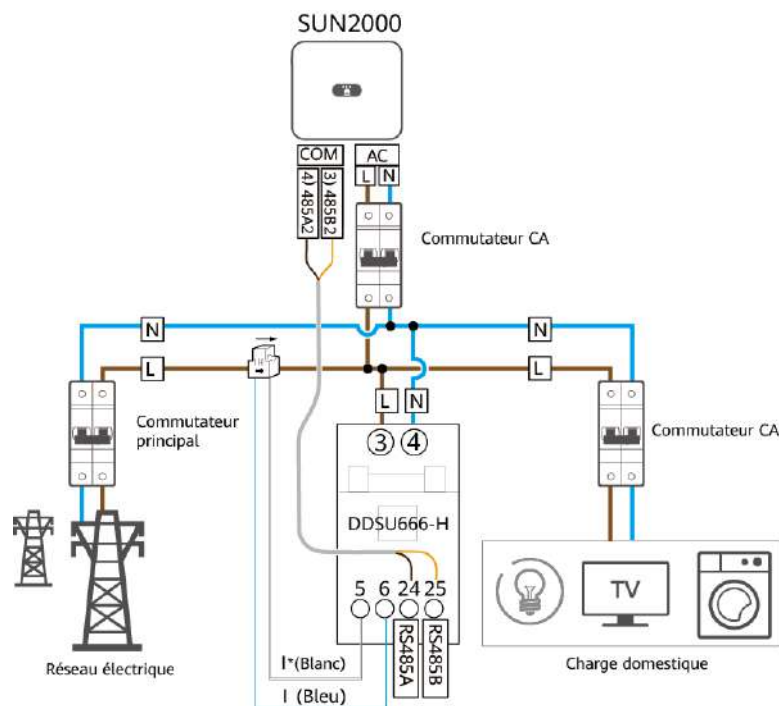 SUN2000
COM
AC
4) 485A2
3) 485B2
L
N
Commutateur CA
N
N
L
L
Commutateur
principal
L
N
Commutateur CA
3
4
DDSU666-H
TV
5
6
24
25
RS485A
RS485B
Réseau électrique
I*(Blanc)
I (Bleu)
Charge domestique